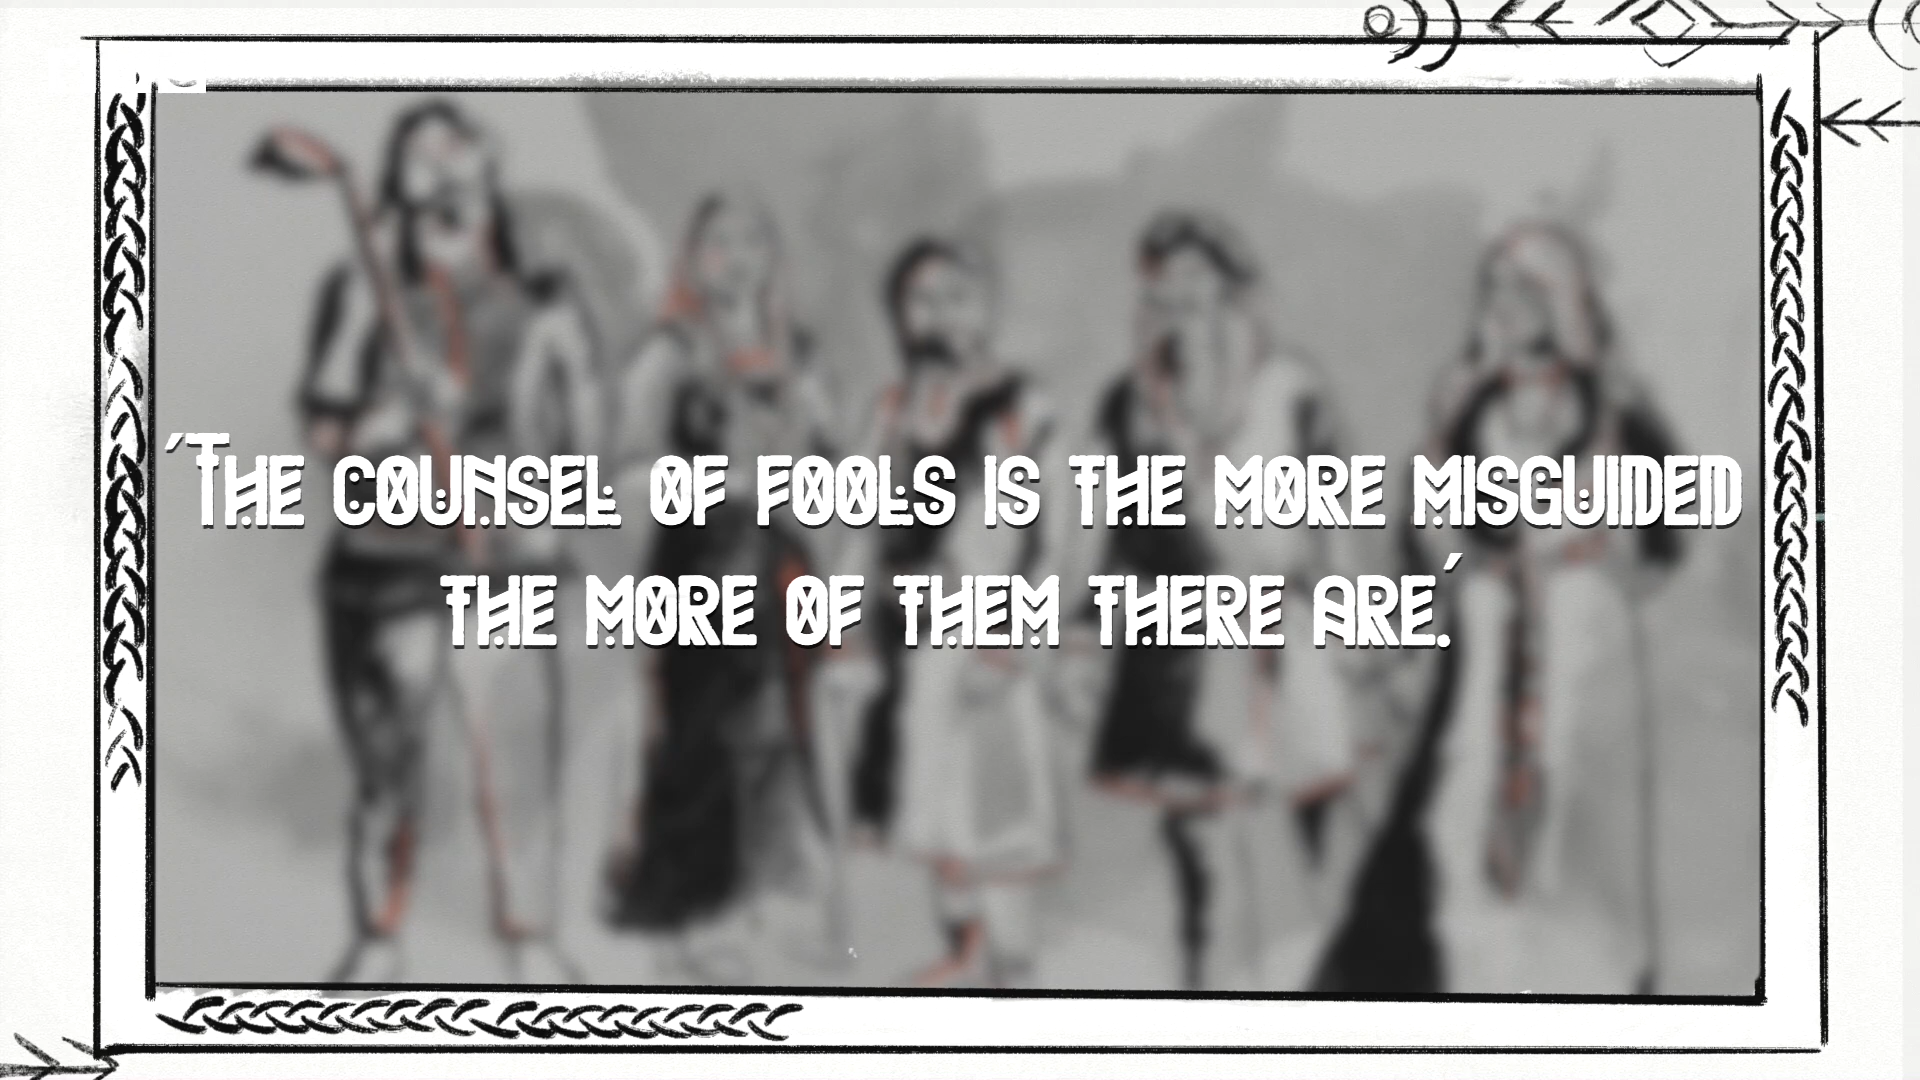 ´The counsel of fools is the more misguided
the more of them there are.´